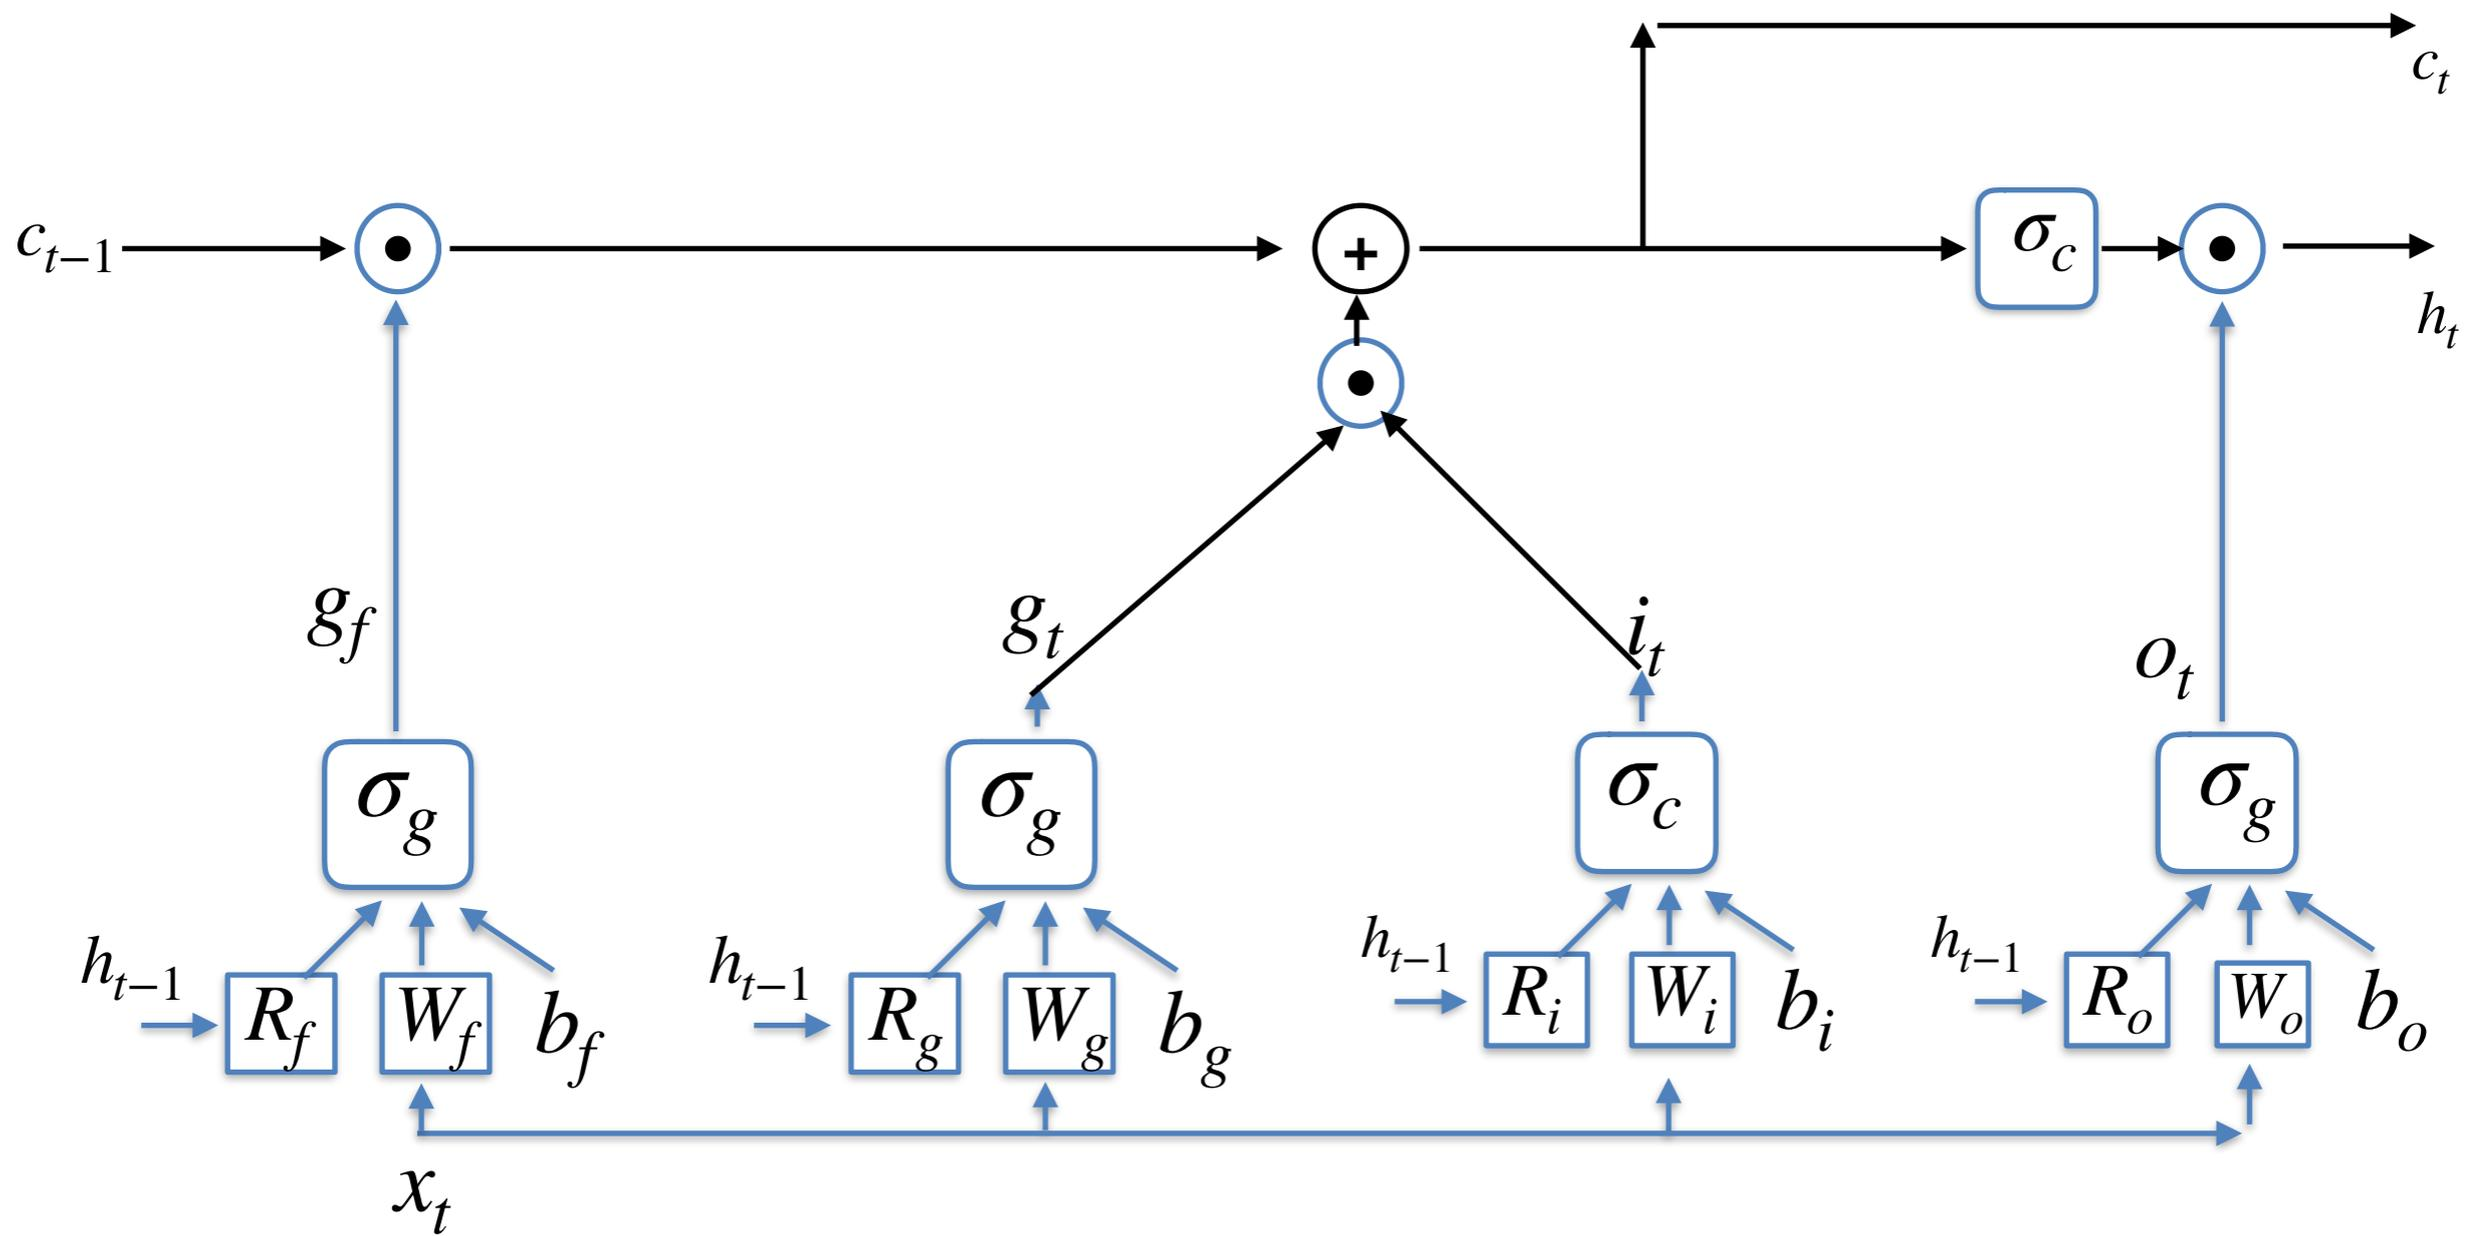 c_t
c_{t−1} + σ_c h_t
g_f g_t i_t o_t
σ_g σ_g σ_c σ_g
h_{t−1} R_f W_f b_f h_{t−1} R_g W_g b_g h_{t−1} R_i W_i b_i h_{t−1} R_o W_o b_o
x_t